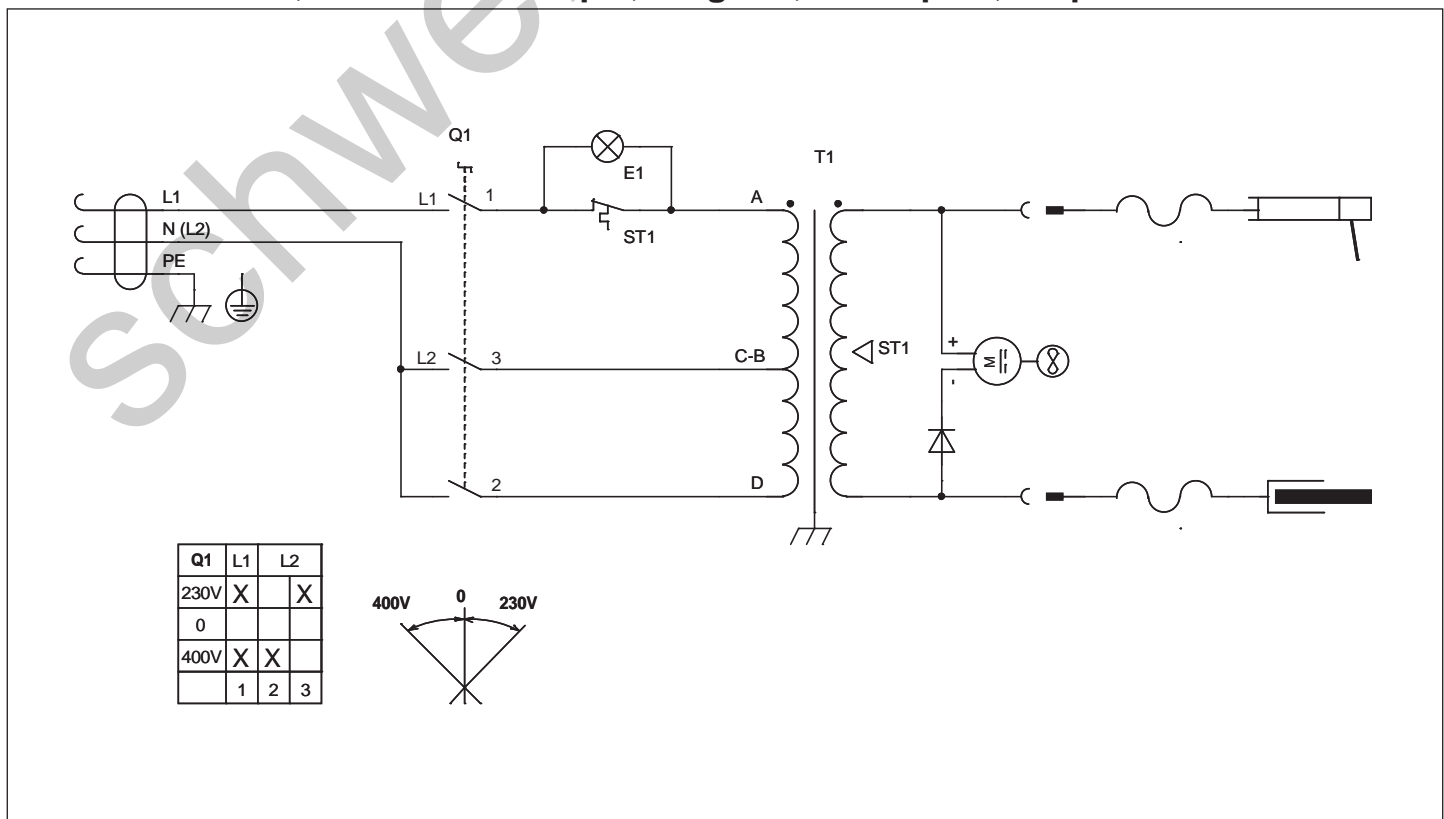 schwe
Q1
E1
T1
L1
L1
1
A
ST1
N (L2)
PE
L2
3
C-B
ST1
+
M
-
2
D
Q1 L1 L2
230V X X
0
400V X X
1 2 3
400V 0 230V